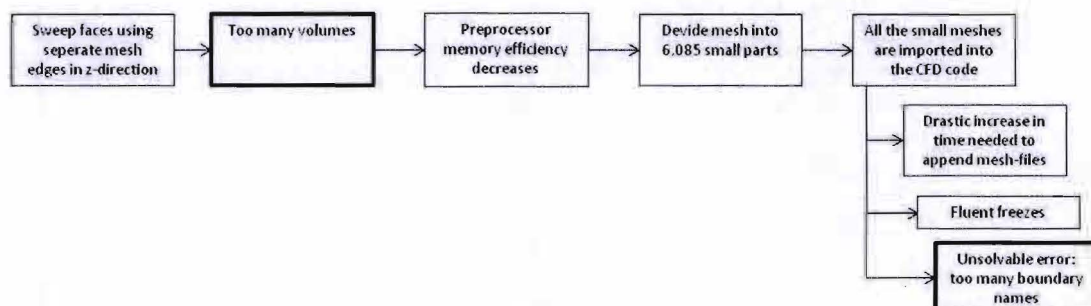 Sweep faces using
seperate mesh
edges in z-direction
Too many volumes
Preprocessor
memory efficiency
decreases
Devide mesh into
6.085 small parts
All the small meshes
are imported into
the CFD code
Drastic increase in
time needed to
append mesh-files
Fluent freezes
Unsolvable error:
too many boundary
names